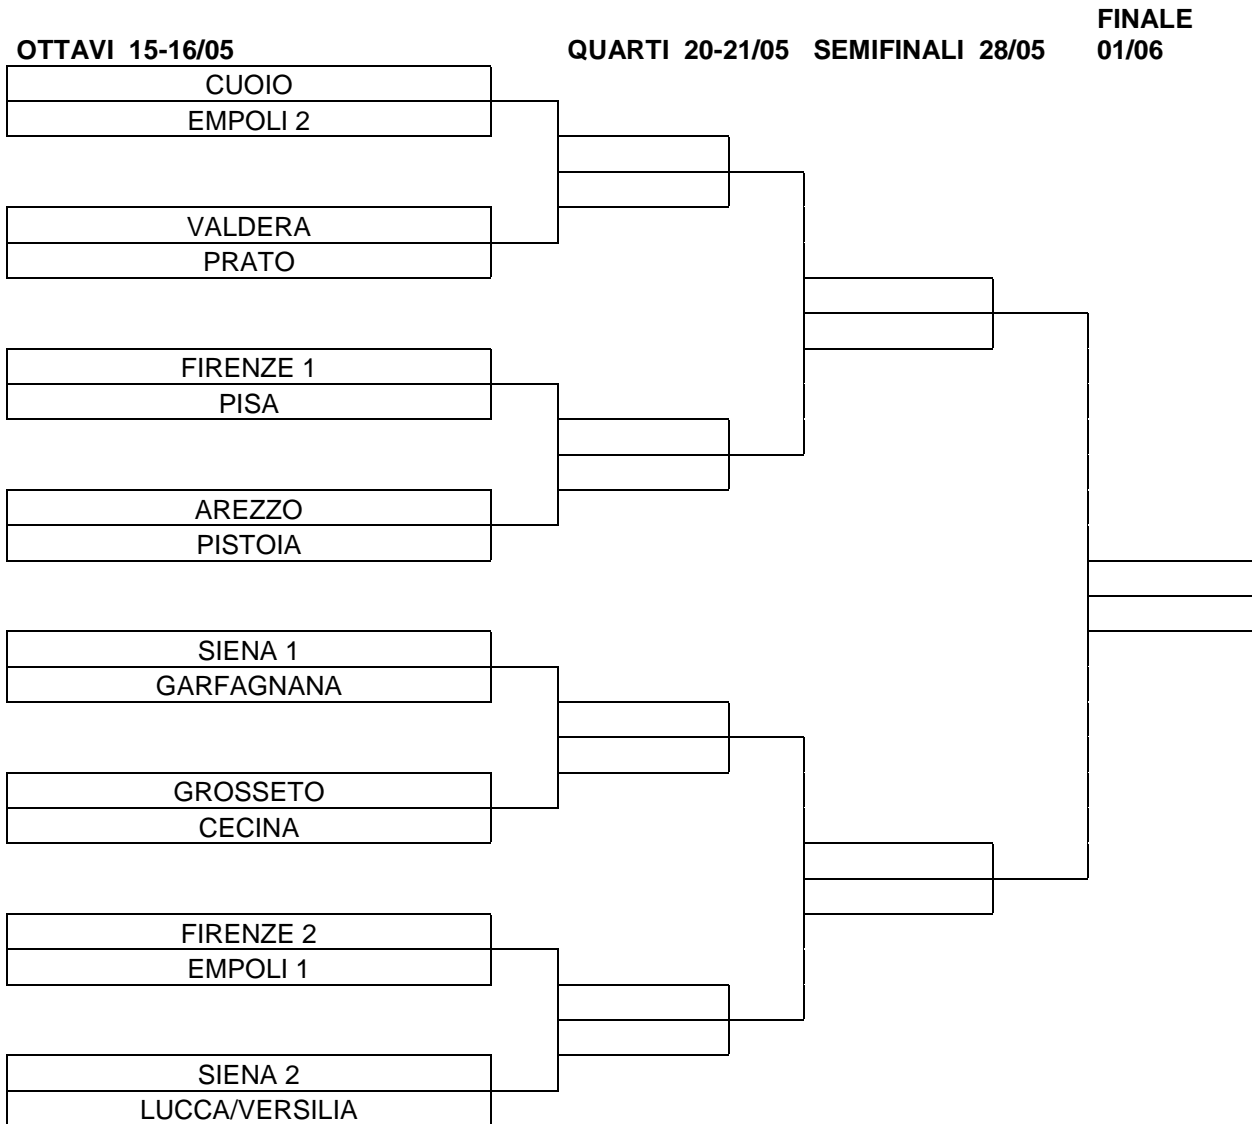 FINALE
OTTAVI 15-16/05 QUARTI 20-21/05 SEMIFINALI 28/05 01/06
CUOIO
EMPOLI 2
VALDERA
PRATO
FIRENZE 1
PISA
AREZZO
PISTOIA
SIENA 1
GARFAGNANA
GROSSETO
CECINA
FIRENZE 2
EMPOLI 1
SIENA 2
LUCCA/VERSILIA